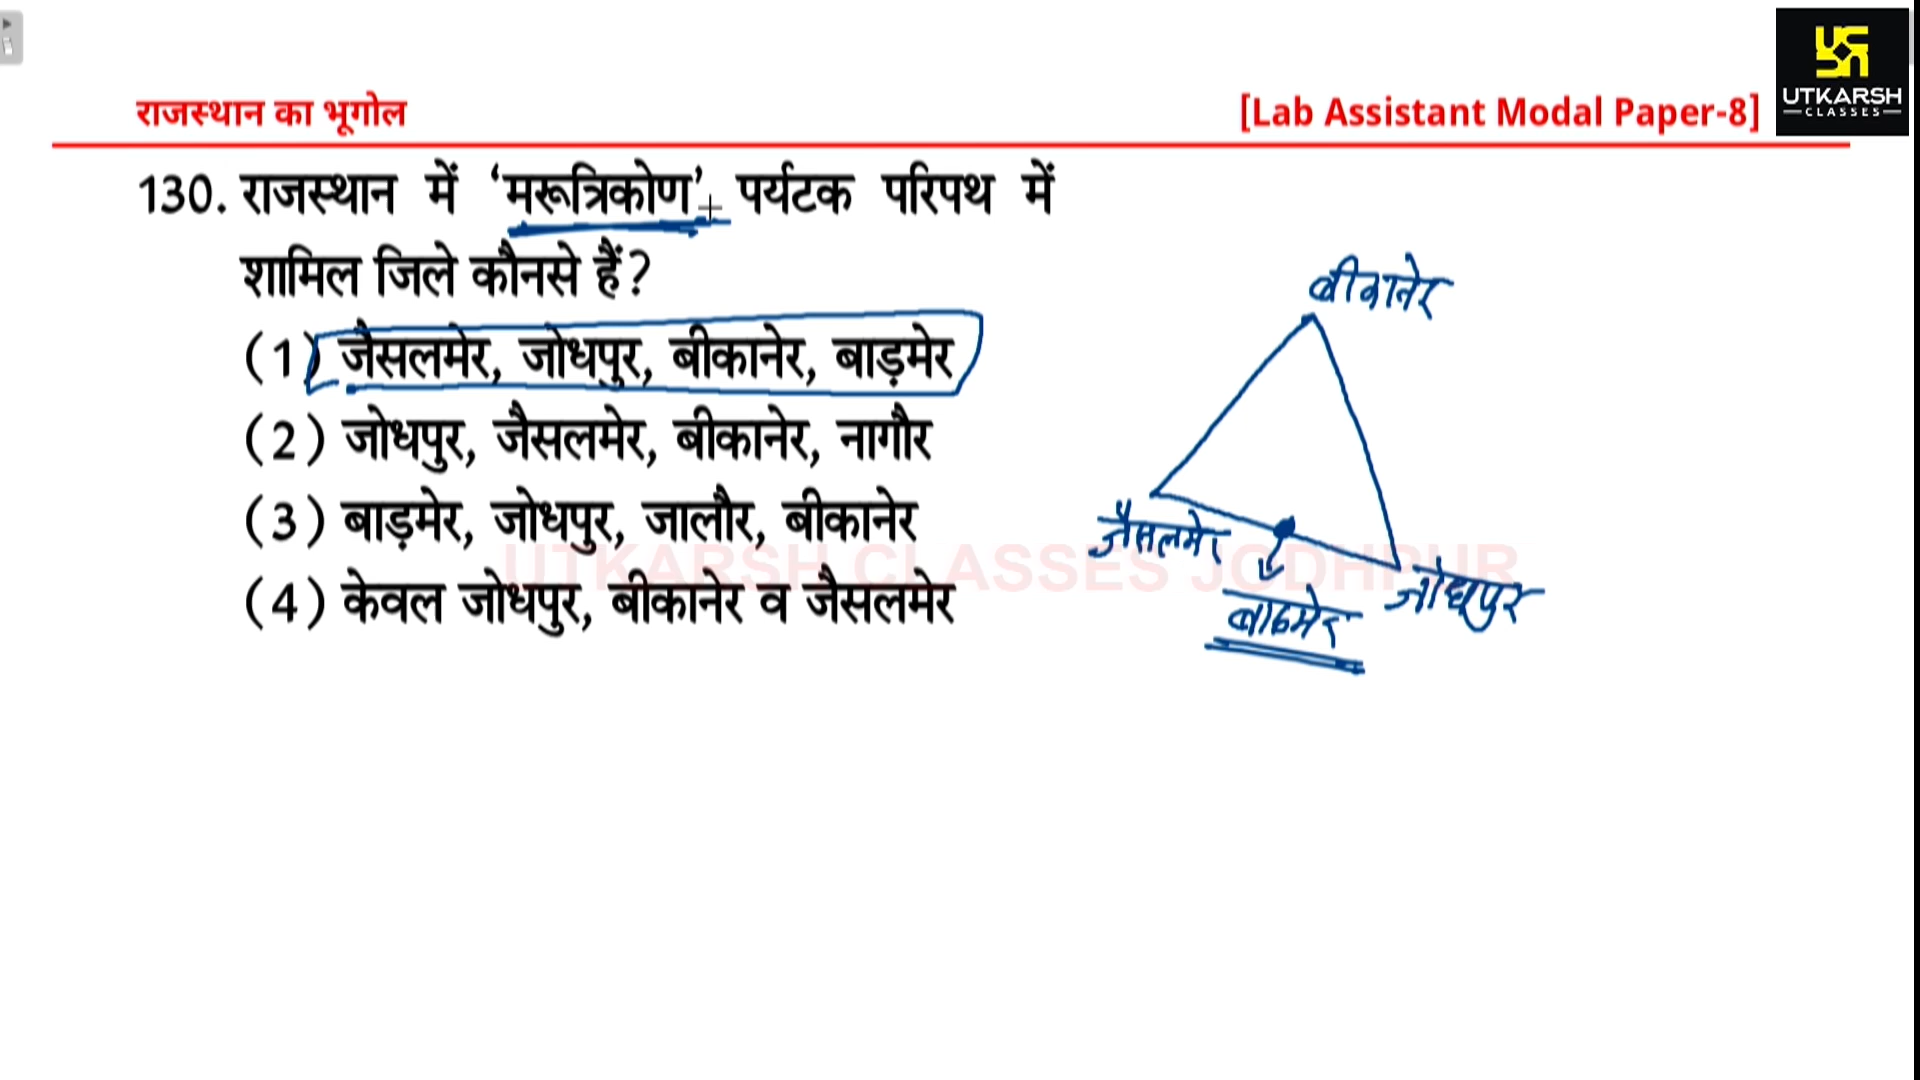 UTKARSH
CLASSES
राजस्थान का भूगोल
[Lab Assistant Modal Paper-8]
130. राजस्थान में ‘मरूत्रिकोण’ पर्यटक परिपथ में
शामिल जिले कौनसे हैं?
(1) जैसलमेर, जोधपुर, बीकानेर, बाड़मेर
(2) जोधपुर, जैसलमेर, बीकानेर, नागौर
(3) बाड़मेर, जोधपुर, जालौर, बीकानेर
(4) केवल जोधपुर, बीकानेर व जैसलमेर
बीकानेर
जैसलमेर
जोधपुर
बाडमेर
UTKARSH CLASSES JODHPUR